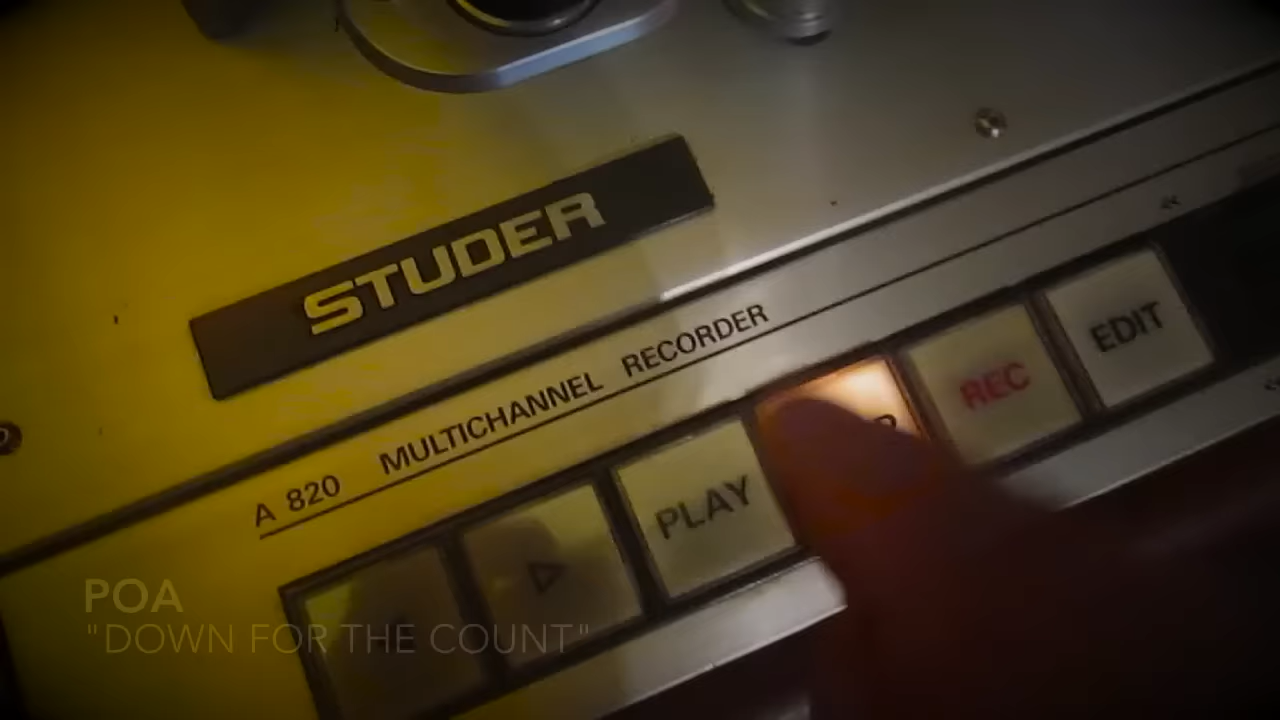 STUDER
A 820 MULTICHANNEL RECORDER
PLAY
REC
EDIT
POA
"DOWN FOR THE COUNT"